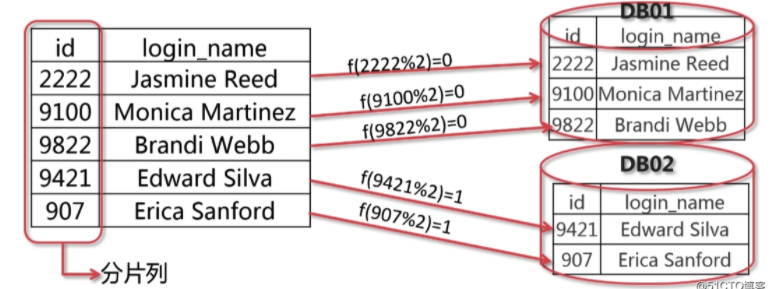 id login_name
2222 Jasmine Reed
9100 Monica Martinez
9822 Brandi Webb
9421 Edward Silva
907 Erica Sanford
分片列
f(2222%2)=0
f(9100%2)=0
f(9822%2)=0
f(9421%2)=1
f(907%2)=1
DB01
id login_name
2222 Jasmine Reed
9100 Monica Martinez
9822 Brandi Webb
DB02
id login_name
9421 Edward Silva
907 Erica Sanford
@51CTO博客